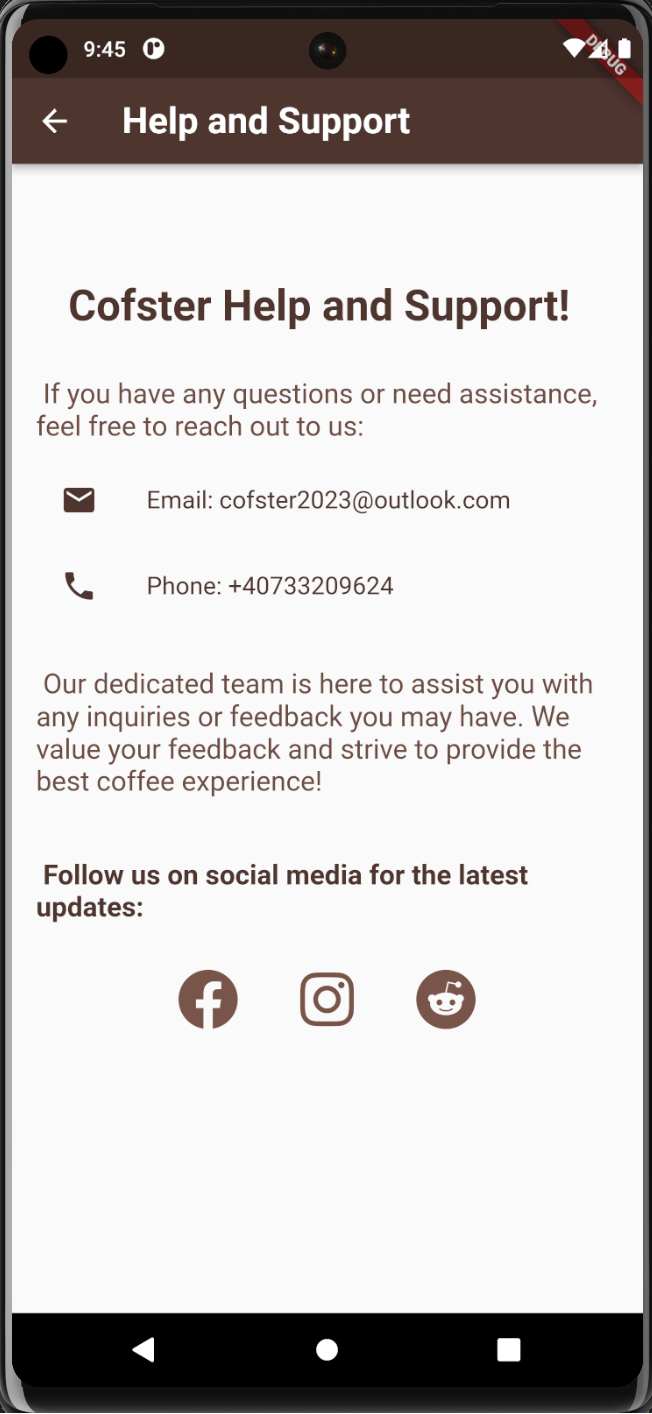 9:45
DEBUG
Help and Support
Cofster Help and Support!
If you have any questions or need assistance,
feel free to reach out to us:
Email: cofster2023@outlook.com
Phone: +40733209624
Our dedicated team is here to assist you with
any inquiries or feedback you may have. We
value your feedback and strive to provide the
best coffee experience!
Follow us on social media for the latest
updates: